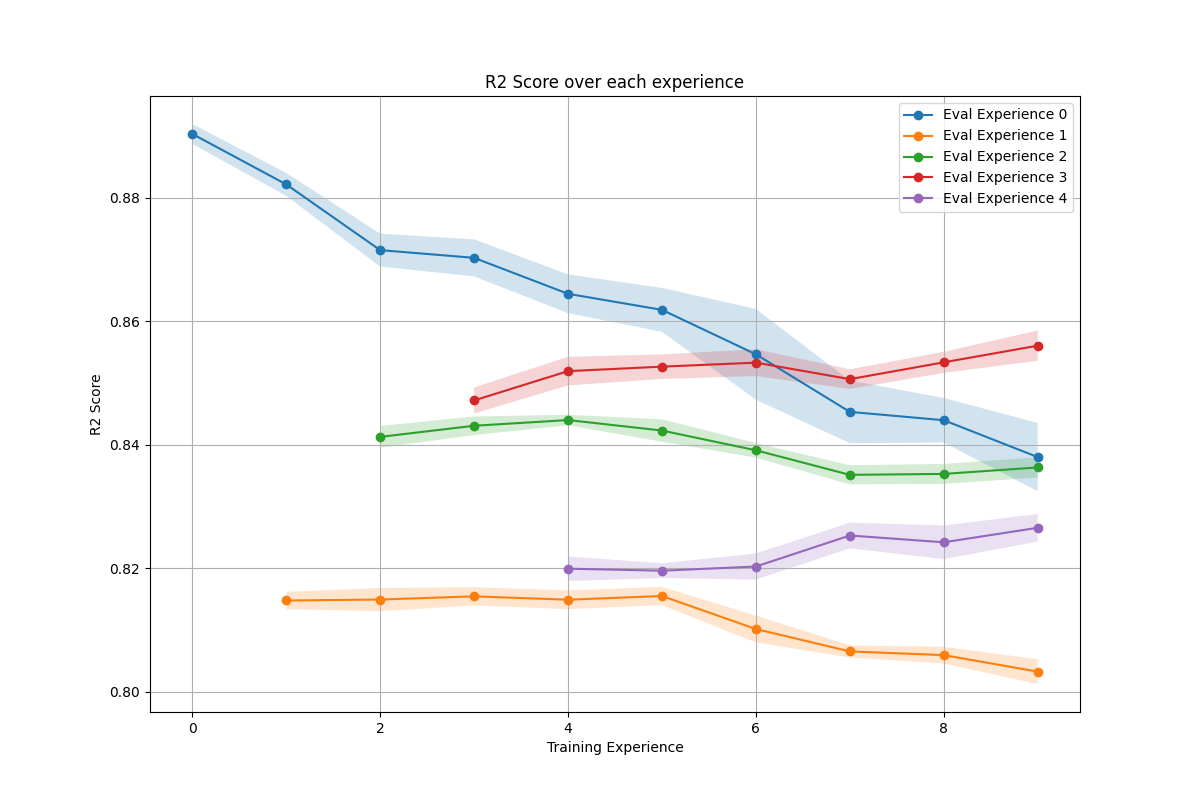 R2 Score over each experience
Eval Experience 0
Eval Experience 1
Eval Experience 2
Eval Experience 3
Eval Experience 4
0.88
0.86
0.84
0.82
0.80
R2 Score
0 2 4 6 8
Training Experience